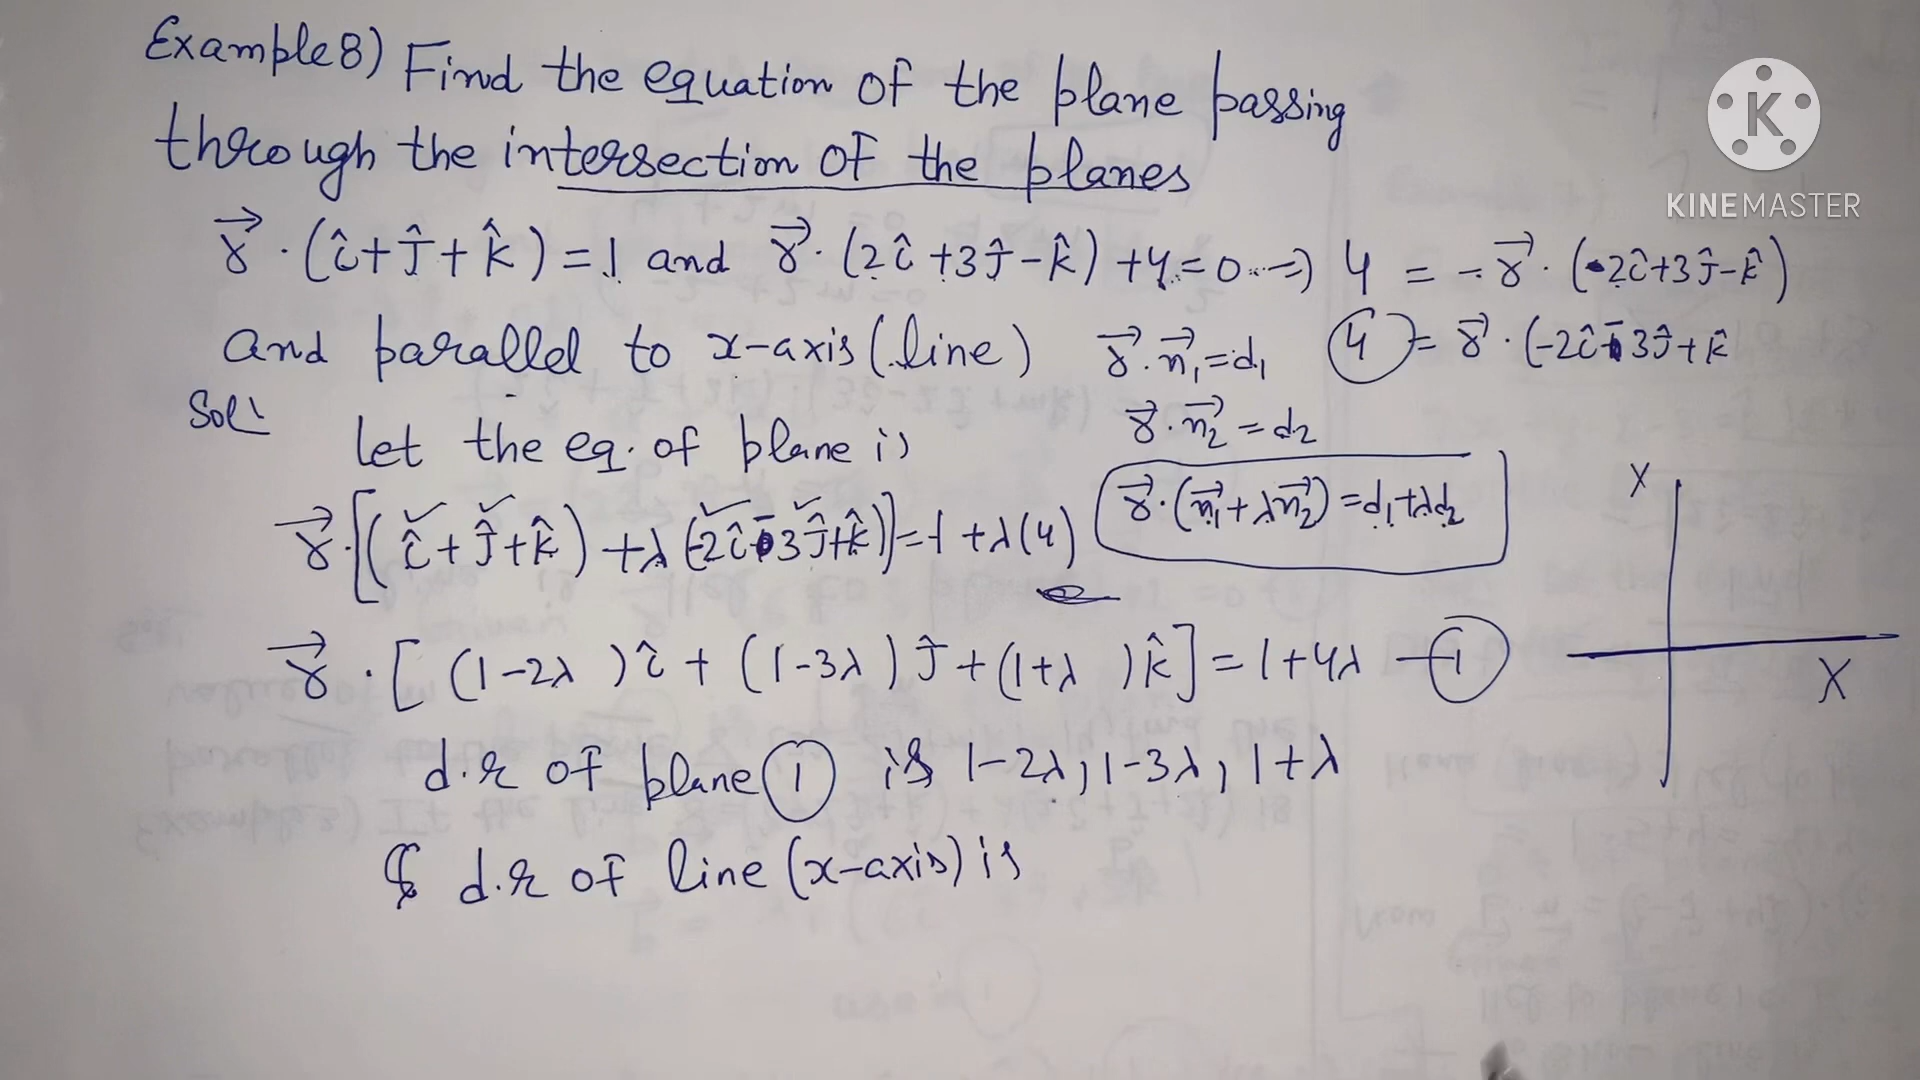 Example 8) Find the equation of the plane passing
through the intersection of the planes
r⃗ · (î+ĵ+k̂) = 1 and r⃗ · (2î+3ĵ-k̂) +4=0 ⇒ 4 = -r⃗ · (2î+3ĵ-k̂)
and parallel to x-axis (line) r⃗·n⃗₁=d₁ 4 = r⃗ · (-2î-3ĵ+k̂
Sol! let the eq. of plane is r⃗·n⃗₂=d₂
r⃗·[(î+ĵ+k̂)+λ(-2î-3ĵ+k̂)]=1+λ(4) r⃗·(n⃗₁+λn⃗₂)=d₁+λd₂
r⃗ · [(1-2λ)î+(1-3λ)ĵ+(1+λ)k̂]=1+4λ —①
d.r of plane ① is 1-2λ, 1-3λ, 1+λ
& d.r of line (x-axis) is
X
X
K
KINEMASTER